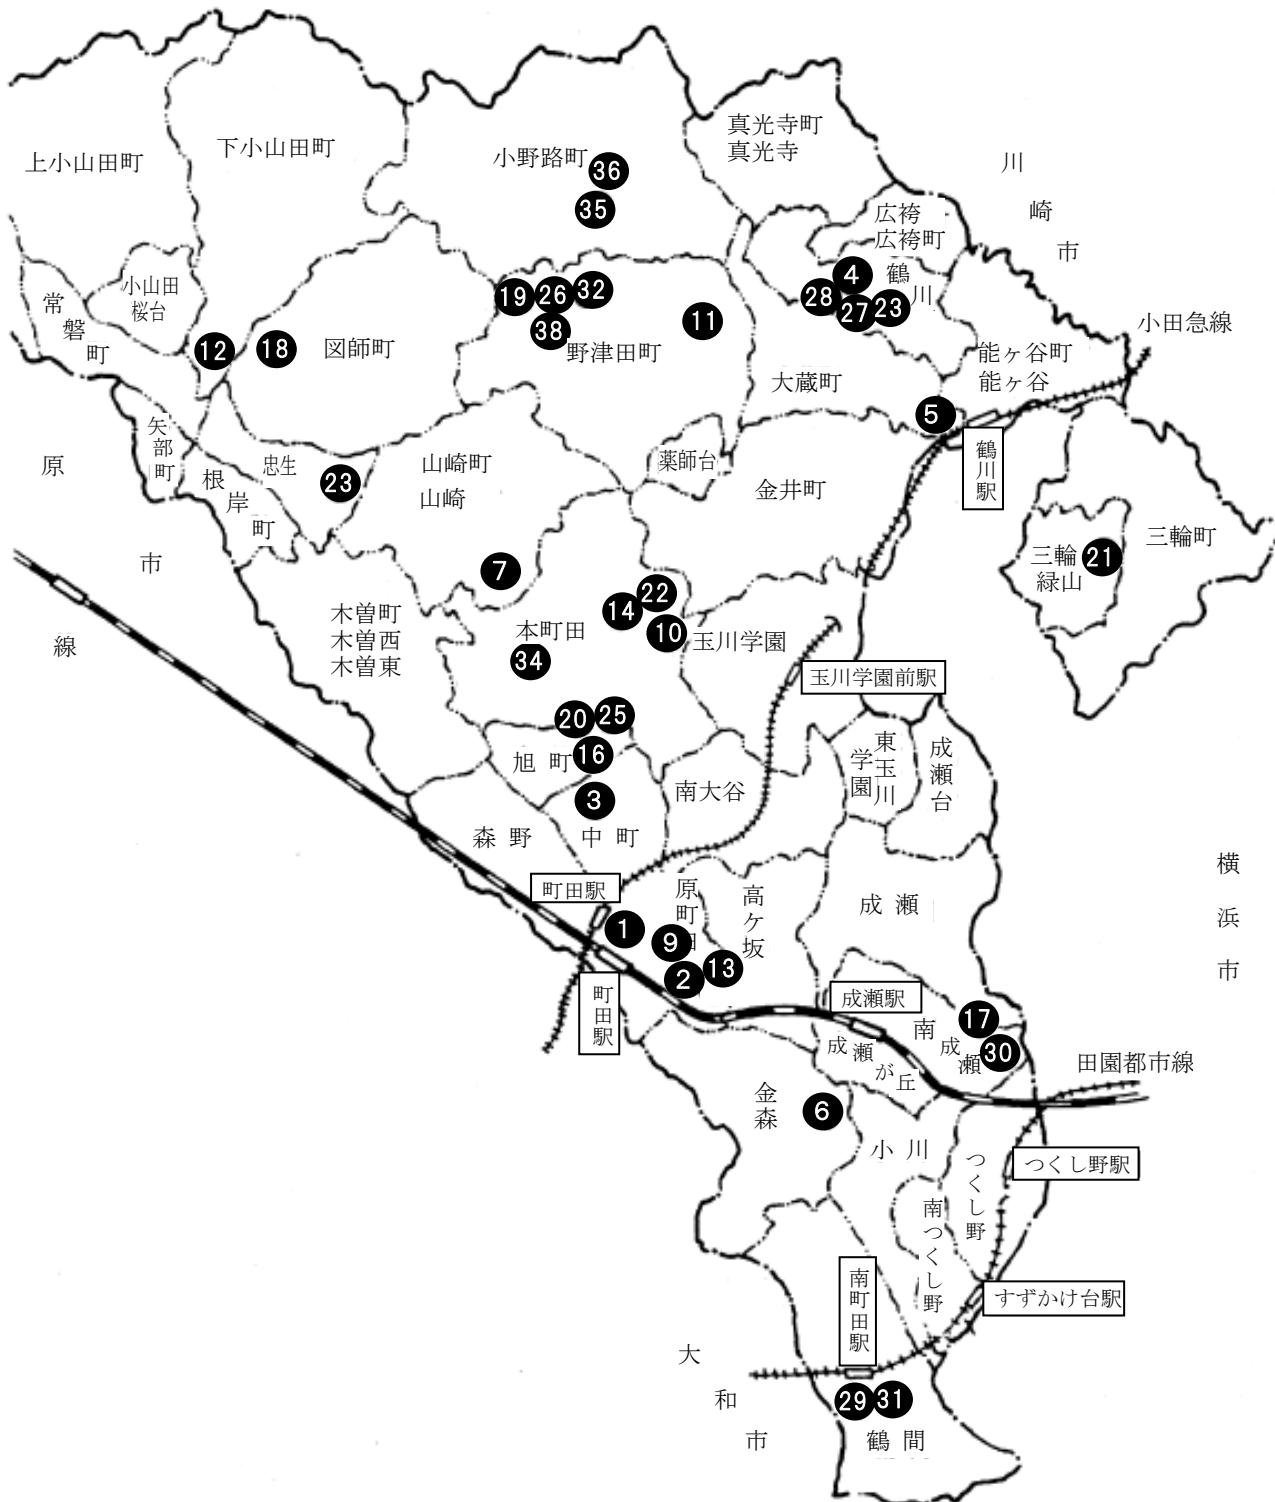 上小山田町
下小山田町
小野路町
36
35
真光寺町
真光寺
川
崎
市
広袴
広袴町
小山田
桜台
常
磐
町
12
18
図師町
19
26
32
38
野津田町
11
4
鶴
川
28
27
23
小田急線
能ヶ谷町
能ヶ谷
大蔵町
5
鶴川駅
矢部町
根
岸
町
忠生
23
山崎町
山崎
薬師台
金井町
原
市
線
7
三輪
緑山
21
三輪町
木曽町
木曽西
木曽東
本町田
14
22
10
34
玉川学園
玉川学園前駅
20
25
旭町
16
3
南大谷
東玉川
学園
成瀬台
森野
中町
町田駅
原町田
高ケ坂
成瀬
横
浜
市
1
9
2
13
町田駅
成瀬駅
南
成
瀬
17
30
成
瀬
が
丘
田園都市線
金森
6
小川
つくし野
つくし野駅
南つくし野
南町田駅
すずかけ台駅
大
和
市
29
31
鶴間